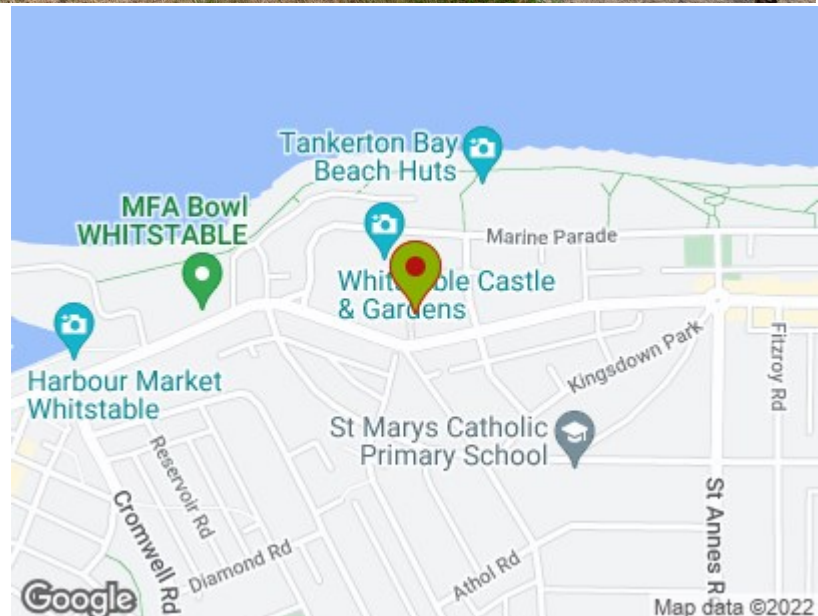 Tankerton Bay
Beach Huts
MFA Bowl
WHITSTABLE
Marine Parade
Castle
& Gardens
Harbour Market
Whitstable
Kingsdown Park
Fitzroy Rd
St Marys Catholic
Primary School
Reservoir Rd
Cromwell Rd
Diamond Rd
Athol Rd
St Annes R
Google
Map data ©2022